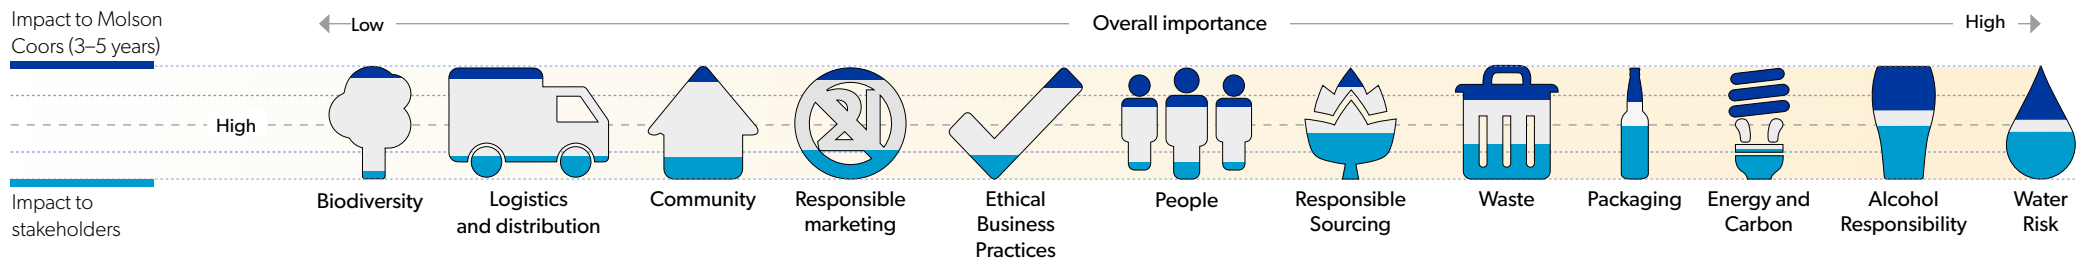 Impact to Molson
Coors (3–5 years)
Low
Overall importance
High
High
21
Impact to
stakeholders
Biodiversity
Logistics
and distribution
Community
Responsible
marketing
Ethical
Business
Practices
People
Responsible
Sourcing
Waste
Packaging
Energy and
Carbon
Alcohol
Responsibility
Water
Risk